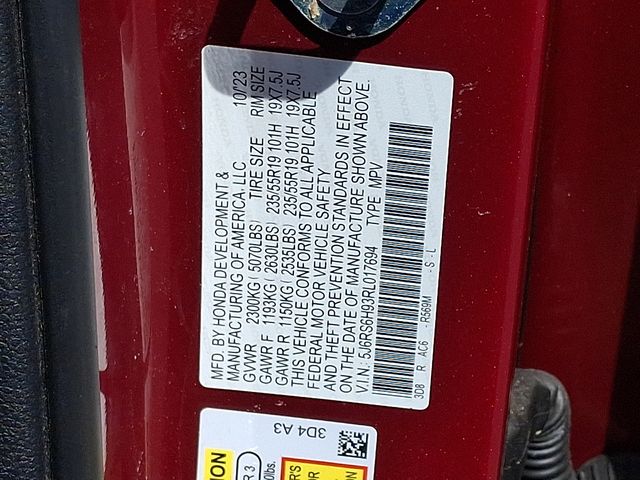 MFD. BY HONDA DEVELOPMENT &
MANUFACTURING OF AMERICA. LLC 10/23
GVWR 2300KG ( 5070LBS) TIRE SIZE RIM SIZE
GAWR F 1193KG ( 2630LBS) 235/55R19 101H 19X7.5J
GAWR R 1150KG ( 2535LBS) 235/55R19 101H 19X7.5J
THIS VEHICLE CONFORMS TO ALL APPLICABLE
FEDERAL MOTOR VEHICLE SAFETY
AND THEFT PREVENTION STANDARDS IN EFFECT
ON THE DATE OF MANUFACTURE SHOWN ABOVE.
V.I.N: 5J6RS6H93RL017694 TYPE MPV
3D8 R AC6 -R569M -S -L
3D4 A3